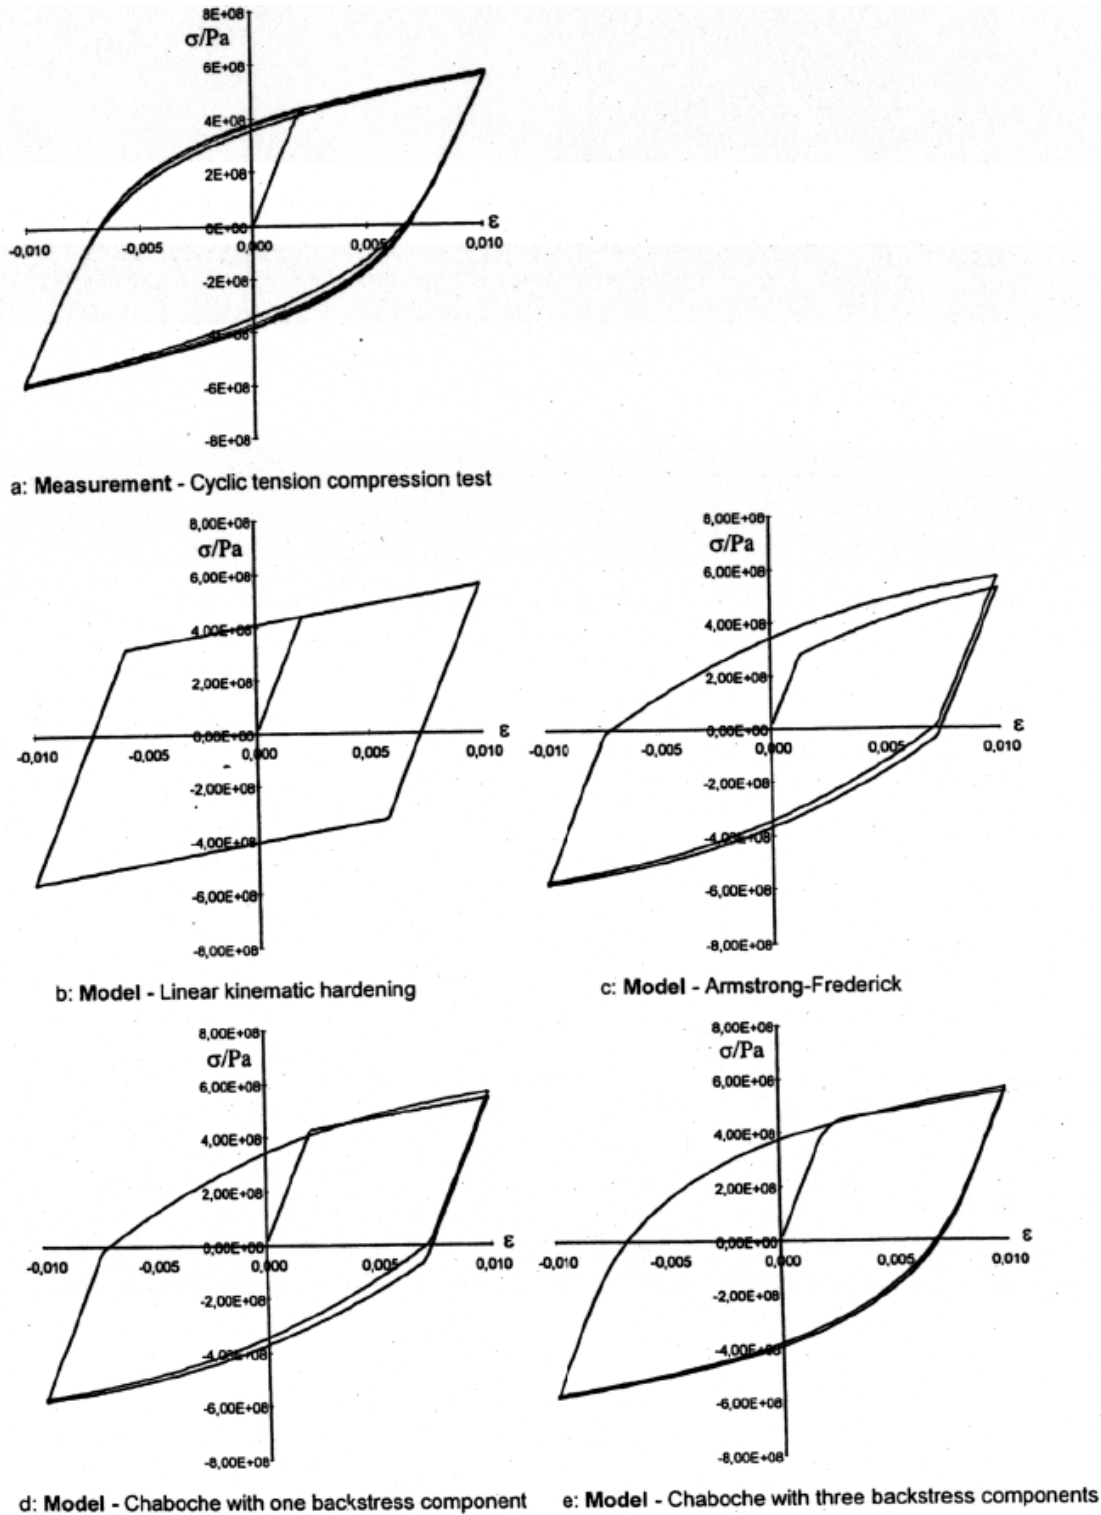 8E+08
σ/Pa
6E+08
4E+08
2E+08
0E+00
ε
-0,010
-0,005
0,000
0,005
0,010
-2E+08
-4E+08
-6E+08
-8E+08
a: Measurement - Cyclic tension compression test
8,00E+08
σ/Pa
6,00E+08
4,00E+08
2,00E+08
0,00E+00
ε
-0,010
-0,005
0,000
0,005
0,010
-2,00E+08
-4,00E+08
-6,00E+08
-8,00E+08
b: Model - Linear kinematic hardening
8,00E+08
σ/Pa
6,00E+08
4,00E+08
2,00E+08
0,00E+00
ε
-0,010
-0,005
0,000
0,005
0,010
-2,00E+08
-4,00E+08
-6,00E+08
-8,00E+08
c: Model - Armstrong-Frederick
8,00E+08
σ/Pa
6,00E+08
4,00E+08
2,00E+08
0,00E+00
ε
-0,010
-0,005
0,000
0,005
0,010
-2,00E+08
-4,00E+08
-6,00E+08
-8,00E+08
d: Model - Chaboche with one backstress component
8,00E+08
σ/Pa
6,00E+08
4,00E+08
2,00E+08
0,00E+00
ε
-0,010
-0,005
0,000
0,005
0,010
-2,00E+08
-4,00E+08
-6,00E+08
-8,00E+08
e: Model - Chaboche with three backstress components